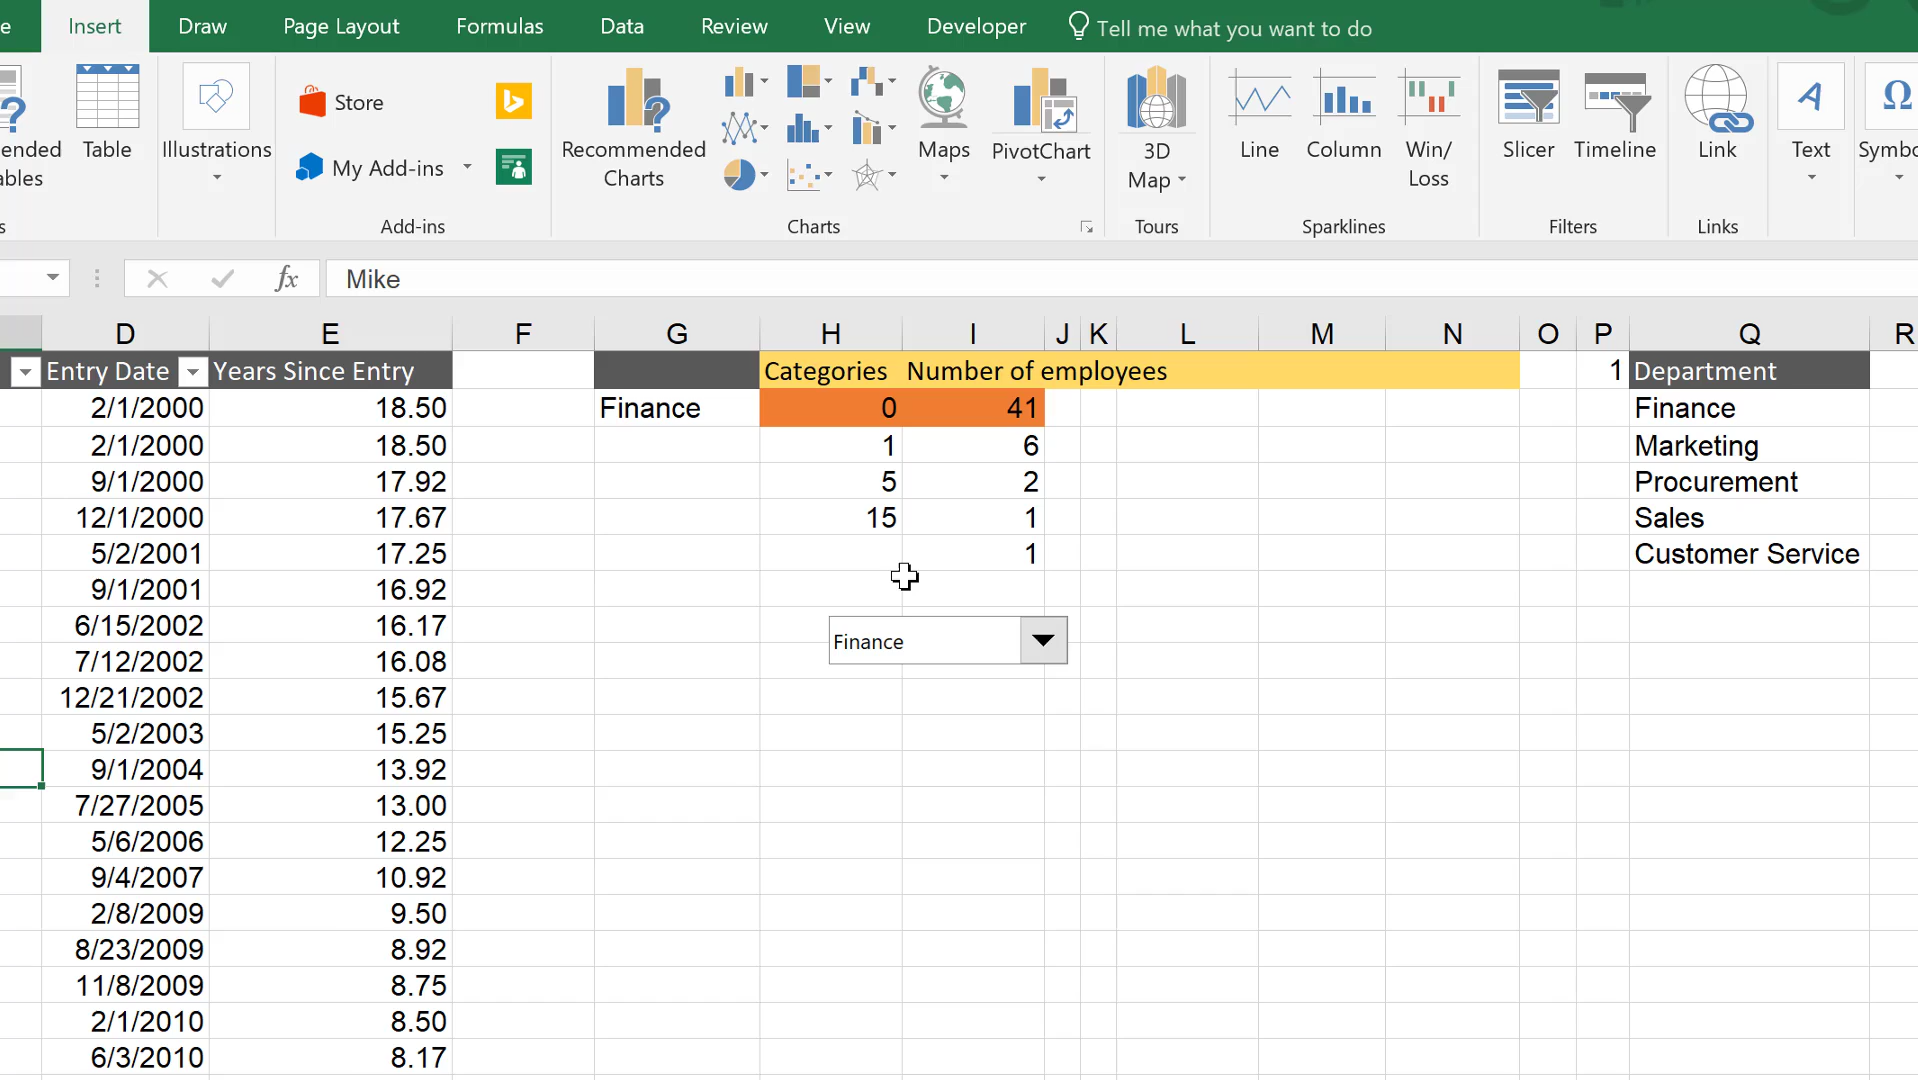 e Insert Draw Page Layout Formulas Data Review View Developer Tell me what you want to do
ended
ables
Table
Illustrations
Store
My Add-ins
Recommended
Charts
Maps
PivotChart
3D
Map
Line
Column
Win/
Loss
Slicer
Timeline
Link
Text
Symbo
s Add-ins Charts Tours Sparklines Filters Links
fx Mike
D E F G H I J K L M N O P Q R
Entry Date Years Since Entry Categories Number of employees 1 Department
2/1/2000 18.50 Finance 0 41 Finance
2/1/2000 18.50 1 6 Marketing
9/1/2000 17.92 5 2 Procurement
12/1/2000 17.67 15 1 Sales
5/2/2001 17.25 1 Customer Service
9/1/2001 16.92
6/15/2002 16.17 Finance
7/12/2002 16.08
12/21/2002 15.67
5/2/2003 15.25
9/1/2004 13.92
7/27/2005 13.00
5/6/2006 12.25
9/4/2007 10.92
2/8/2009 9.50
8/23/2009 8.92
11/8/2009 8.75
2/1/2010 8.50
6/3/2010 8.17